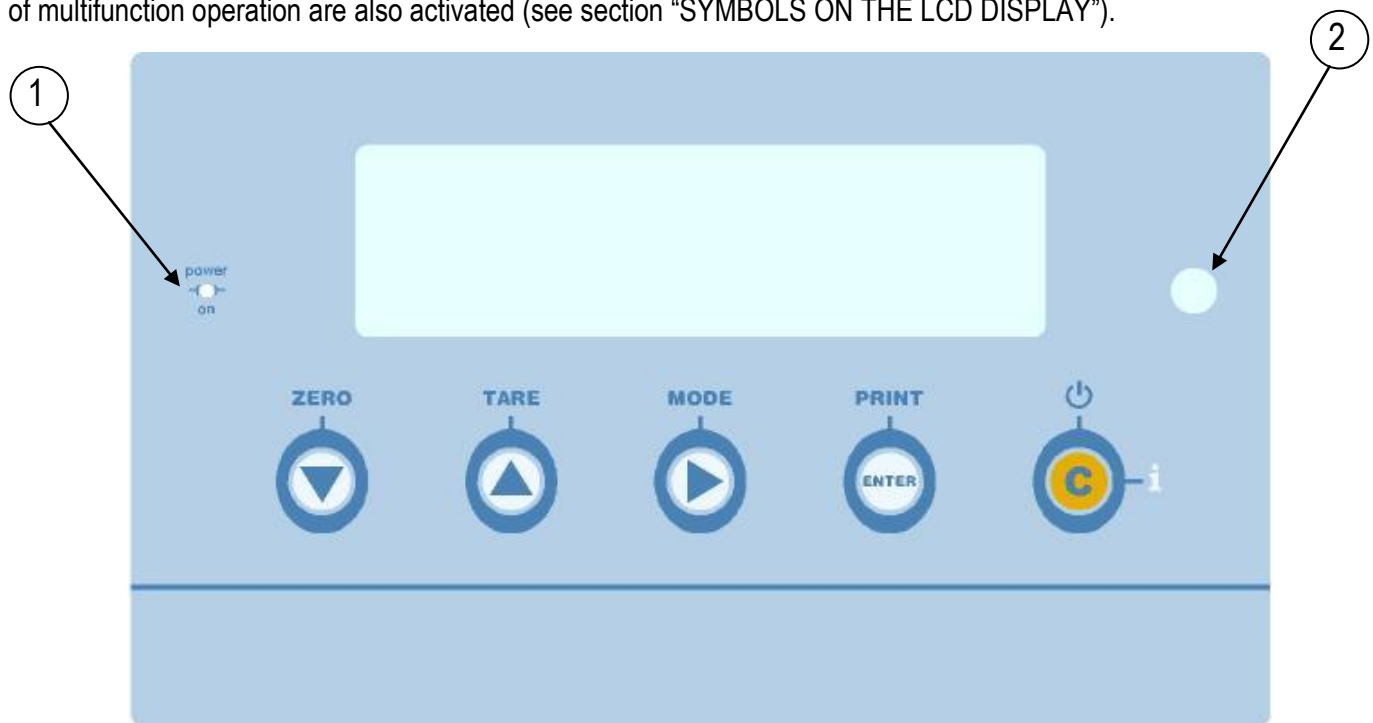 of multifunction operation are also activated (see section “SYMBOLS ON THE LCD DISPLAY”).
2
1
power
on
ZERO TARE MODE PRINT
ENTER C i